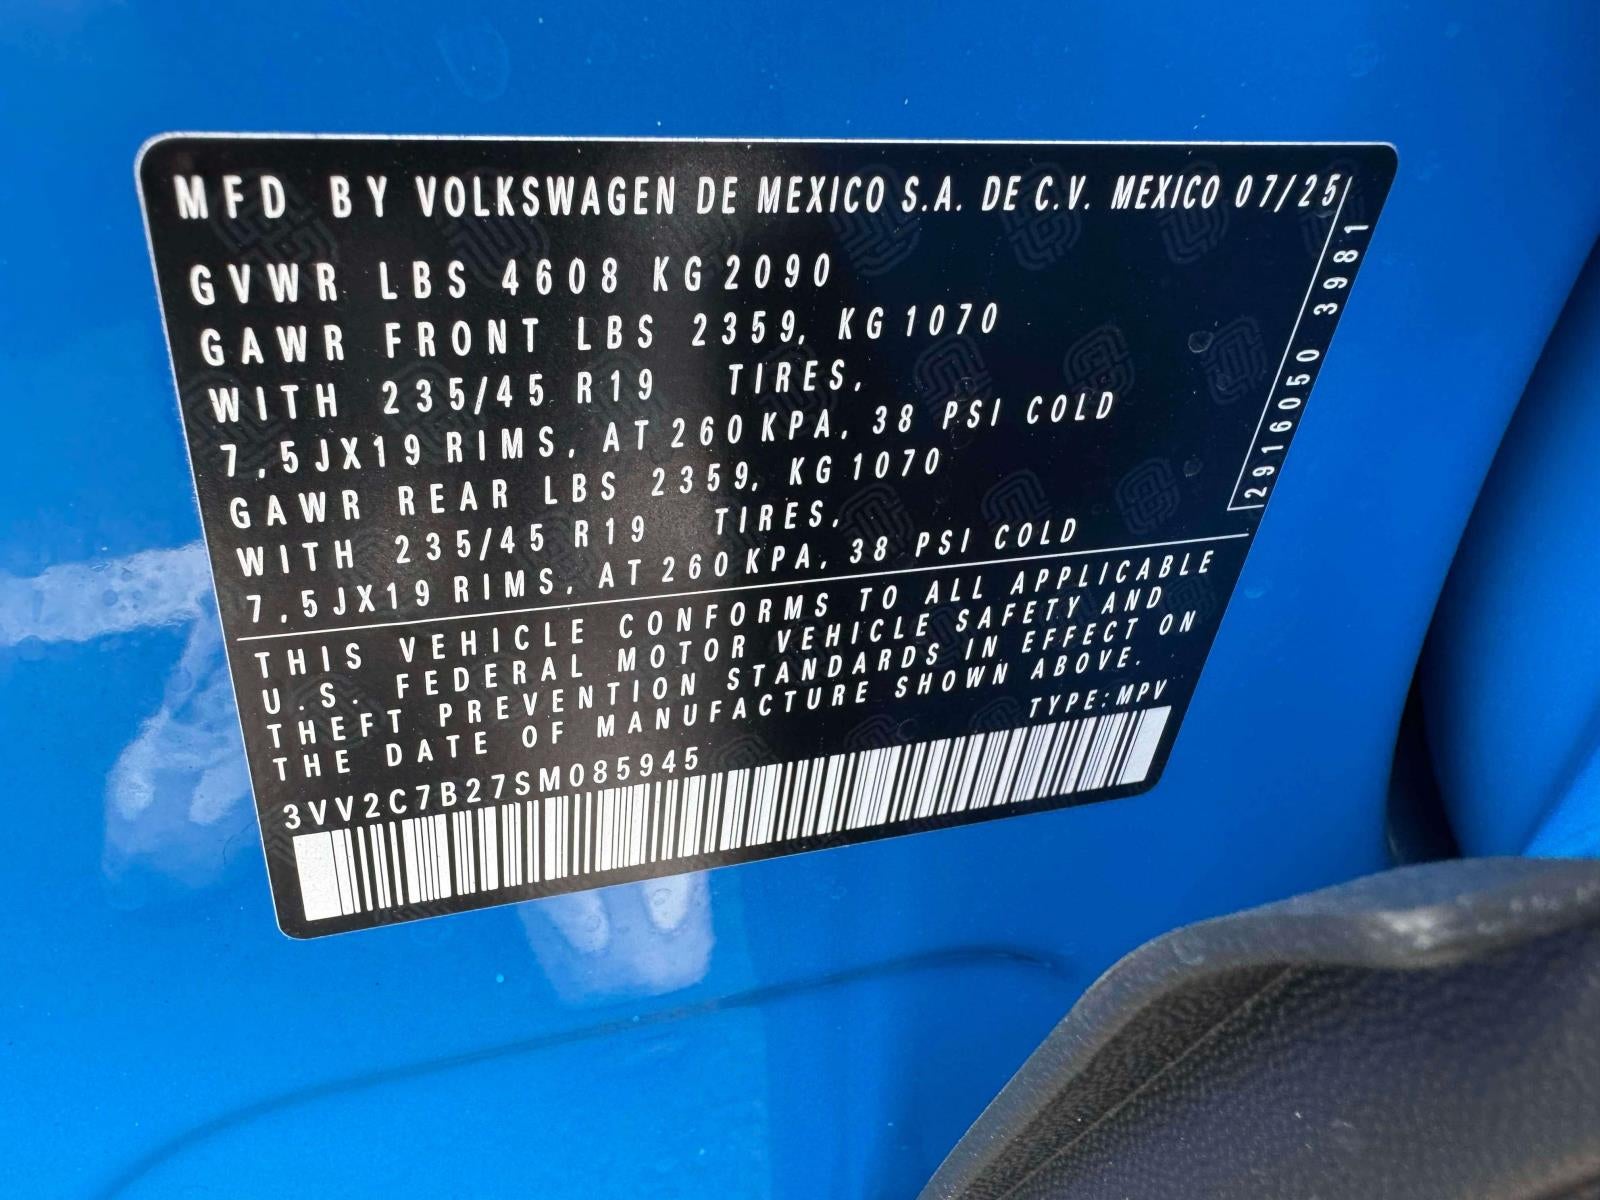 MFD BY VOLKSWAGEN DE MEXICO S.A. DE C.V. MEXICO 07/25
GVWR LBS 4608 KG 2090
GAWR FRONT LBS 2359, KG 1070
WITH 235/45 R19 TIRES,
7,5JX19 RIMS, AT 260 KPA, 38 PSI COLD
GAWR REAR LBS 2359, KG 1070
WITH 235/45 R19 TIRES,
7,5JX19 RIMS, AT 260 KPA, 38 PSI COLD
2916050 3981
THIS VEHICLE CONFORMS TO ALL APPLICABLE
U.S. FEDERAL MOTOR VEHICLE SAFETY AND
THEFT PREVENTION STANDARDS IN EFFECT ON
THE DATE OF MANUFACTURE SHOWN ABOVE.
TYPE: MPV
3VV2C7B27SM085945